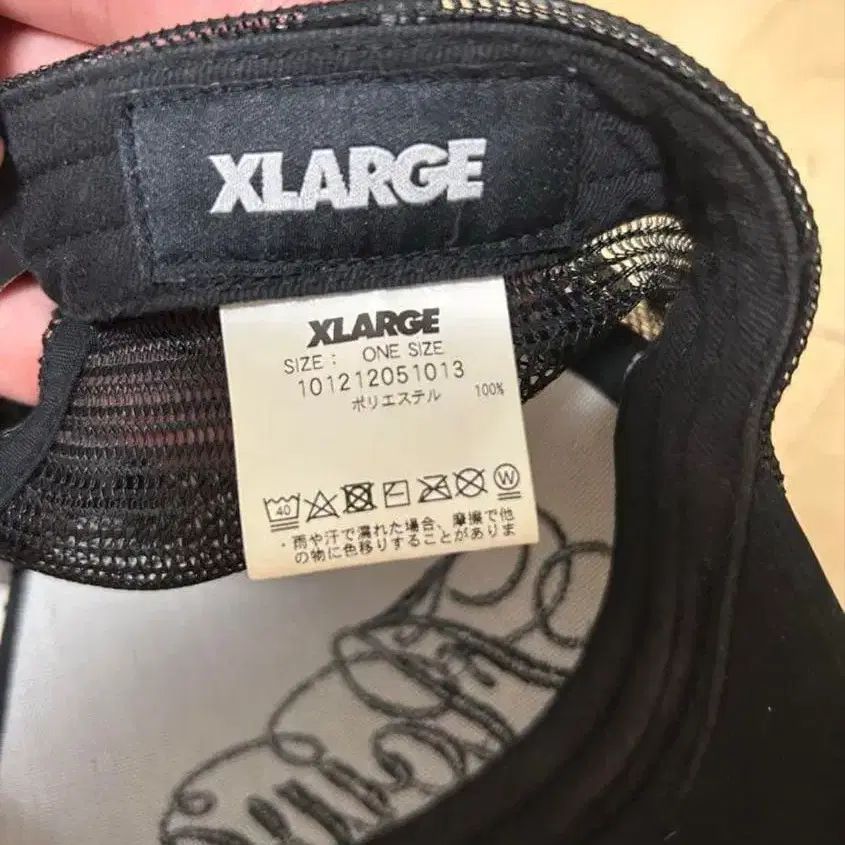 XLARGE
XLARGE
SIZE : ONE SIZE
101212051013
ポリエステル 100%
40 W
・雨や汗で濡れた場合、摩擦で他
の物に色移りすることがありま